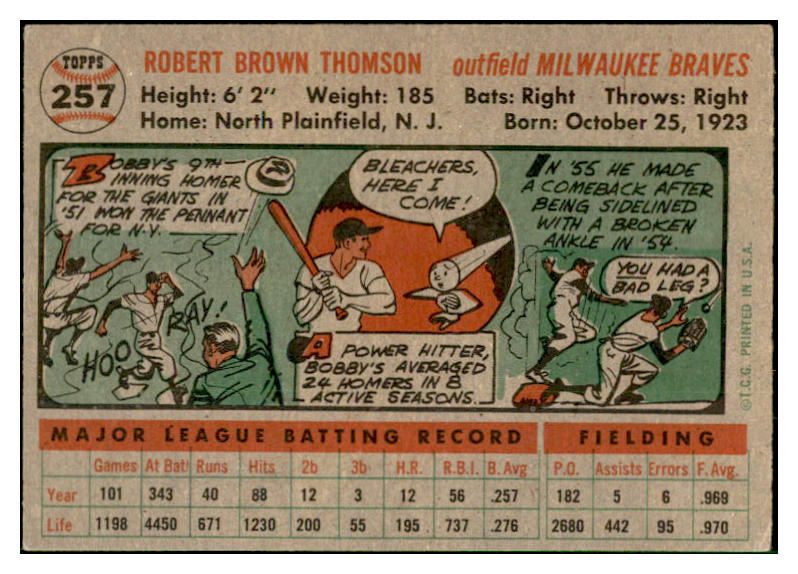 TOPPS
257
ROBERT BROWN THOMSON outfield MILWAUKEE BRAVES
Height: 6' 2" Weight: 185 Bats: Right Throws: Right
Home: North Plainfield, N. J. Born: October 25, 1923
BOBBY'S 9TH-
INNING HOMER
FOR THE GIANTS IN
'51 WON THE PENNANT
FOR N.Y.
HOO
RAY!
BLEACHERS,
HERE I
COME!
A POWER HITTER,
BOBBY'S AVERAGED
24 HOMERS IN 8
ACTIVE SEASONS.
IN '55 HE MADE
A COMEBACK AFTER
BEING SIDELINED
WITH A BROKEN
ANKLE IN '54.
YOU HAD A
BAD LEG?
©T.C.G. PRINTED IN U.S.A.
MAJOR LEAGUE BATTING RECORD FIELDING
Games At Bat Runs Hits 2b 3b H.R. R.B.I. B. Avg P.O. Assists Errors F. Avg.
Year 101 343 40 88 12 3 12 56 .257 182 5 6 .969
Life 1198 4450 671 1230 200 55 195 737 .276 2680 442 95 .970